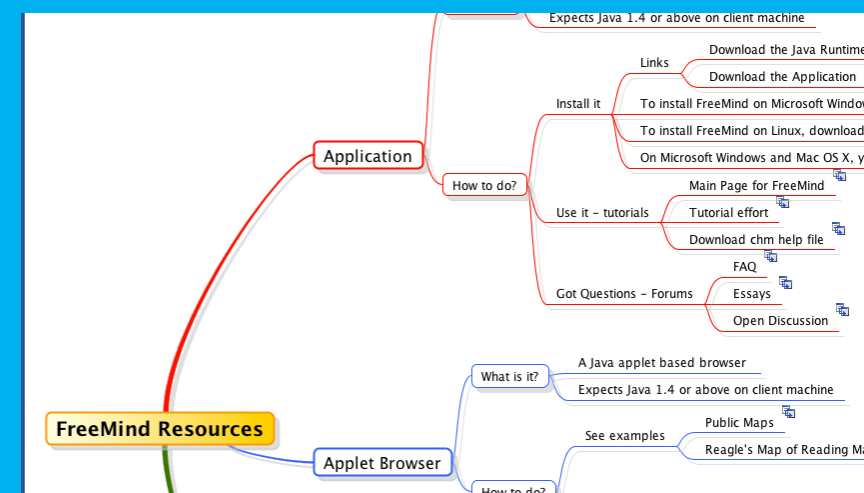 Expects Java 1.4 or above on client machine
Application
How to do?
Install it
Links
Download the Java Runtime
Download the Application
To install FreeMind on Microsoft Windo
To install FreeMind on Linux, download
On Microsoft Windows and Mac OS X, y
Use it - tutorials
Main Page for FreeMind
Tutorial effort
Download chm help file
Got Questions - Forums
FAQ
Essays
Open Discussion
FreeMind Resources
Applet Browser
What is it?
A Java applet based browser
Expects Java 1.4 or above on client machine
How to do?
See examples
Public Maps
Reagle's Map of Reading Ma